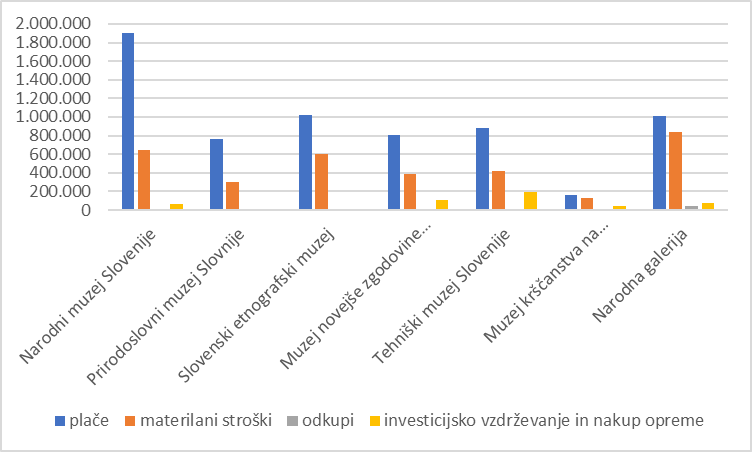 2.000.000
1.800.000
1.600.000
1.400.000
1.200.000
1.000.000
800.000
600.000
400.000
200.000
0
Narodni muzej Slovenije
Prirodoslovni muzej Slovnije
Slovenski etnografski muzej
Muzej novejše zgodovine...
Tehniški muzej Slovenije
Muzej krščanstva na...
Narodna galerija
plače materilani stroški odkupi investicijsko vzdrževanje in nakup opreme